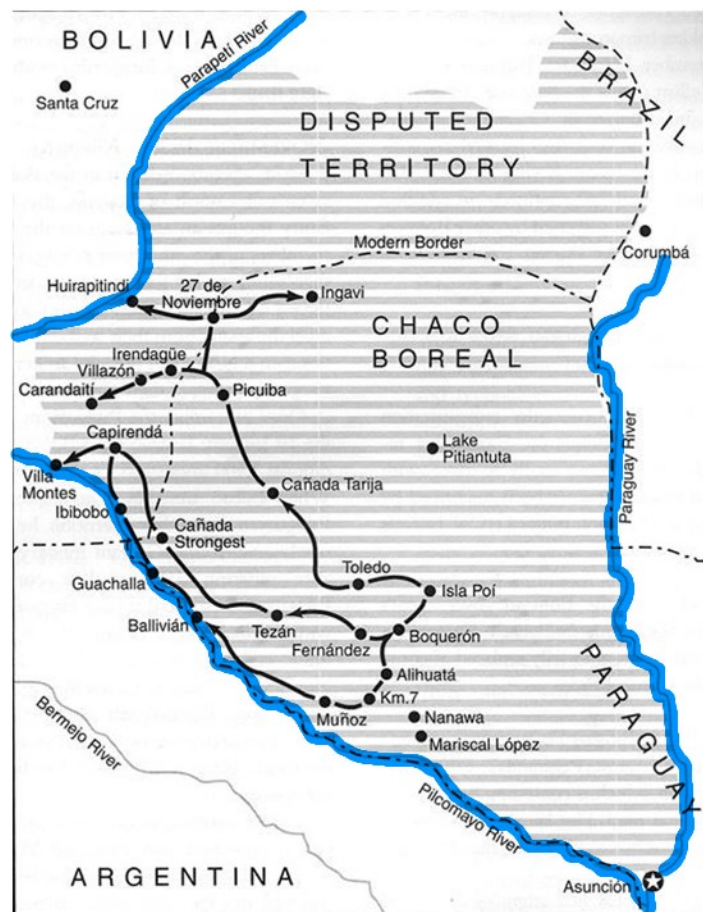 BOLIVIA
Parapetí River
Santa Cruz
BRAZIL
DISPUTED
TERRITORY
Corumbá
Modern Border
Huirapitindi
27 de
Noviembre
Ingavi
CHACO
BOREAL
Irendagüe
Villazón
Carandaití
Picuiba
Capirendá
Lake
Pitiantuta
Paraguay River
Villa
Montes
Cañada Tarija
Ibibobo
Cañada
Strongest
Toledo
Guachalla
Isla Poí
Ballivián
Tezán
Fernández
Boquerón
Alihuatá
Km.7
Muñoz
Nanawa
Mariscal López
PARAGUAY
Bermejo River
Pilcomayo River
ARGENTINA
Asunción